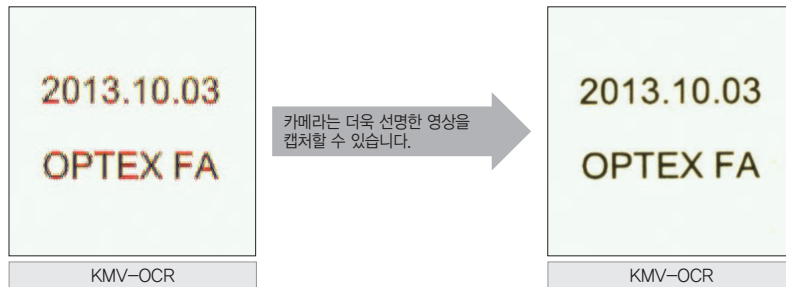 2013.10.03
OPTEX FA
KMV-OCR
카메라는 더욱 선명한 영상을
캡처할 수 있습니다.
2013.10.03
OPTEX FA
KMV-OCR